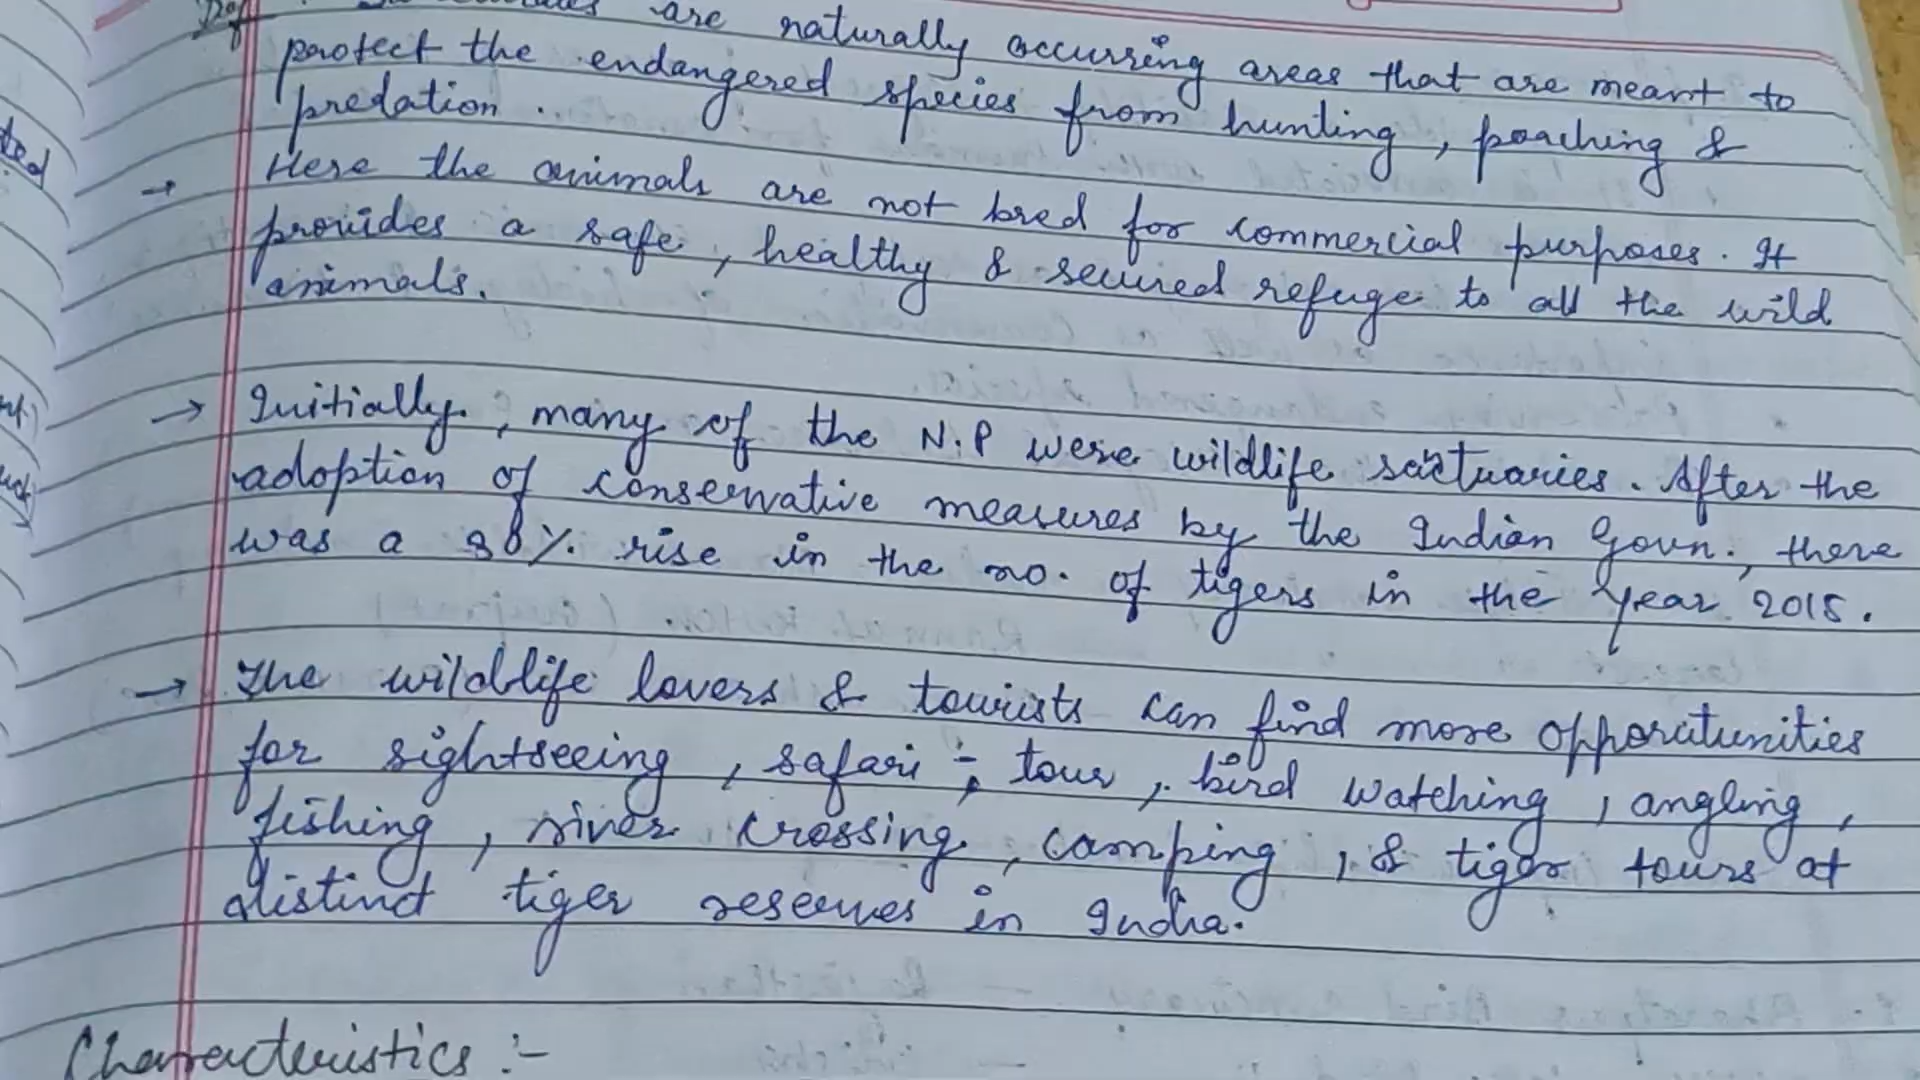 Def are naturally occurring areas that are meant to
protect the endangered species from hunting, poaching &
predation.
→ Here the animals are not bred for commercial purposes. It
provides a safe, healthy & secured refuge to all the wild
animals.
→ Initially, many of the N.P were wildlife sactuaries. After the
adoption of conservative measures by the Indian Govn., there
was a 30% rise in the no. of tigers in the year 2015.
→ The wildlife lovers & tourists can find more opporutunities
for sightseeing, safari -, tour, bird watching, angling,
fishing, river crossing, camping, & tiger tours at
distinct tiger reserves in India.
Characteristics :-